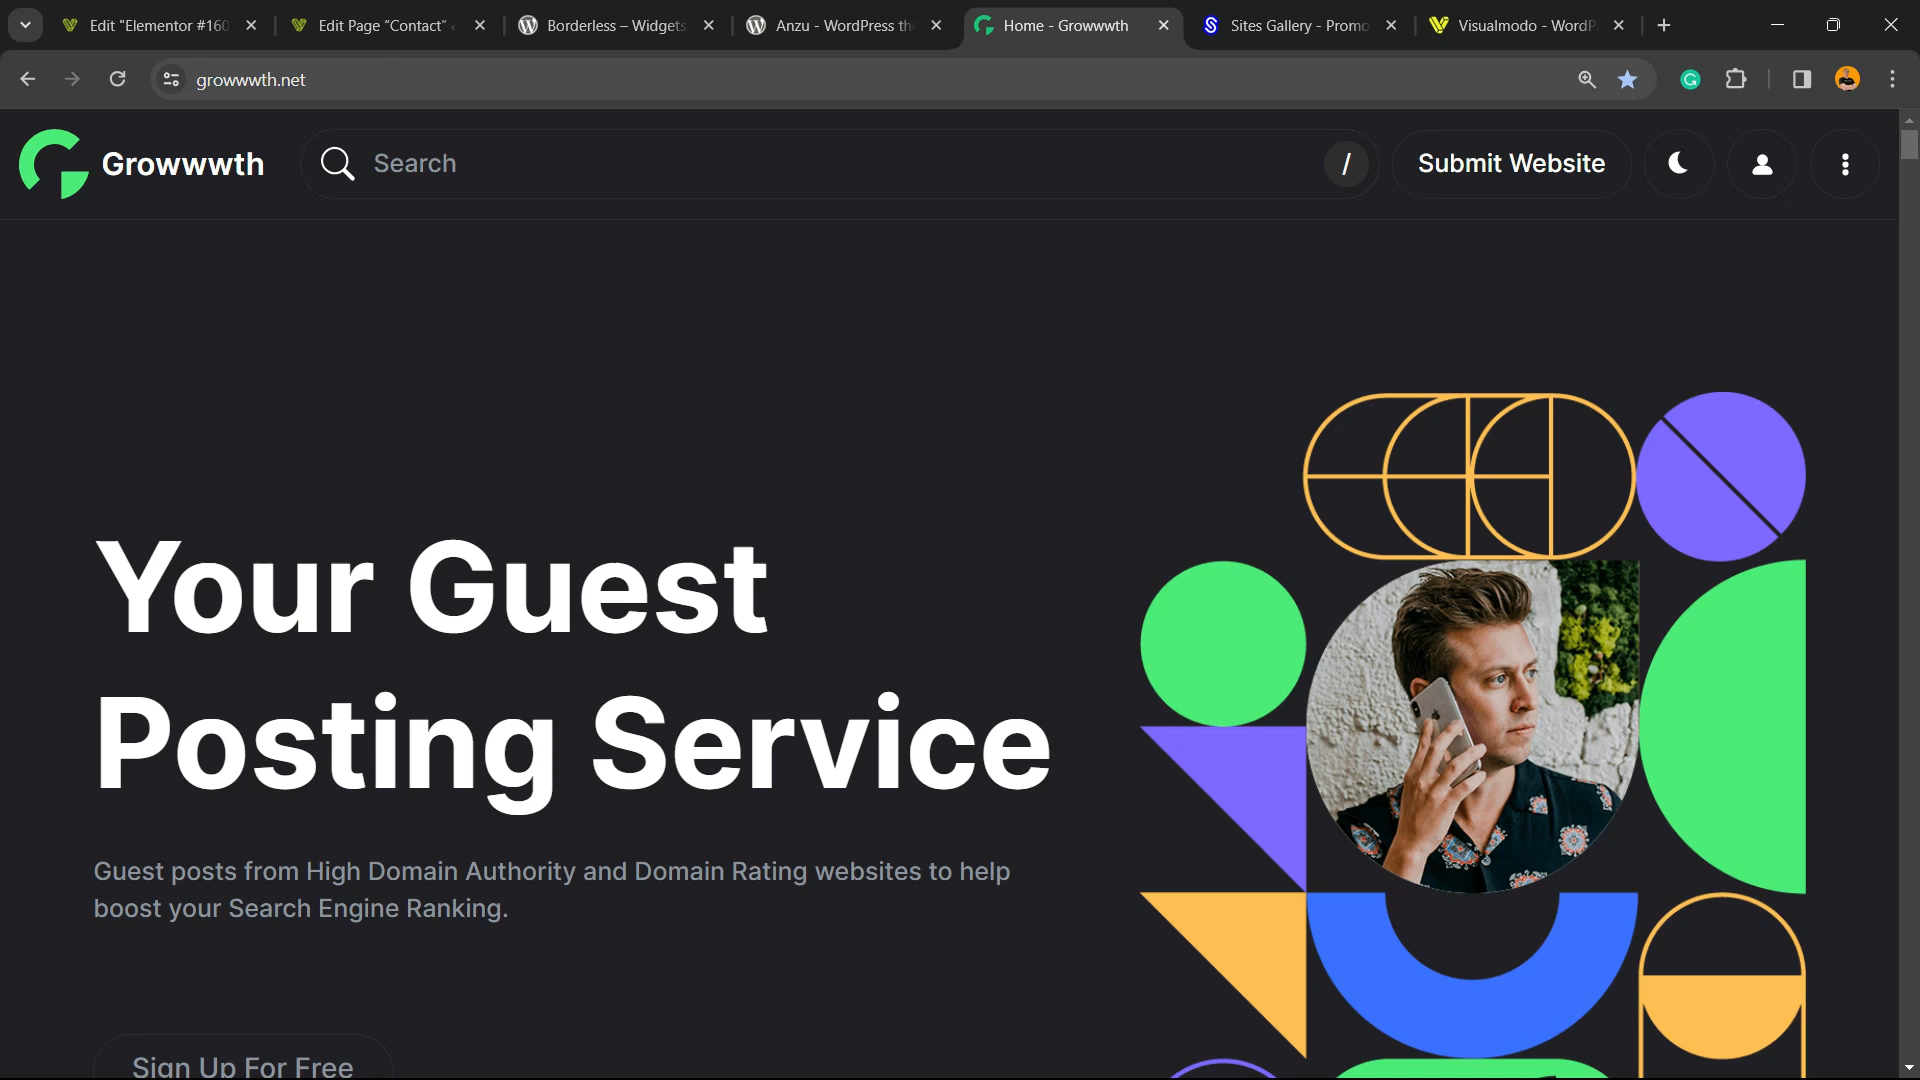 Edit "Elementor #160
Edit Page “Contact” ‹
Borderless – Widgets
Anzu - WordPress th
Home - Growwwth
Sites Gallery - Promo
Visualmodo - WordP
growwwth.net
Growwwth
Search
/
Submit Website
Your Guest
Posting Service
Guest posts from High Domain Authority and Domain Rating websites to help
boost your Search Engine Ranking.
Sign Up For Free